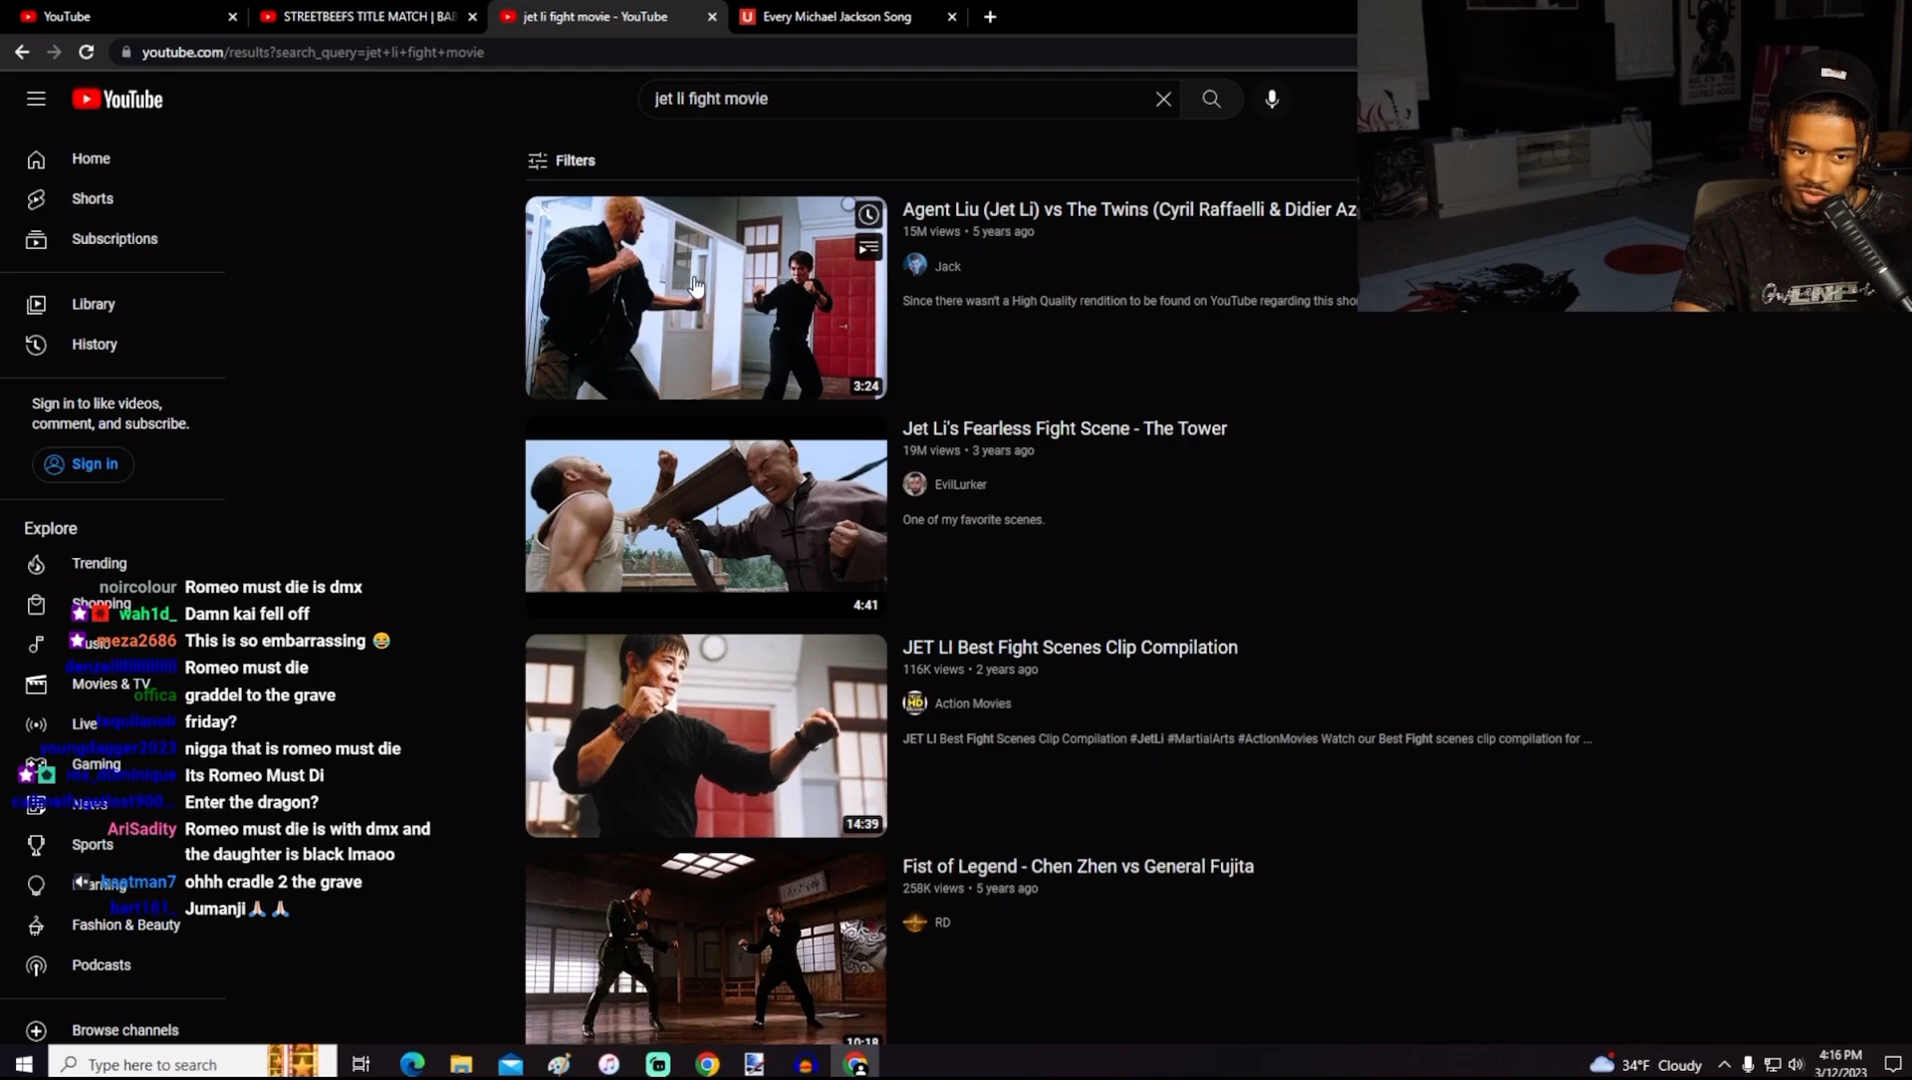 YouTube
STREETBEEFS TITLE MATCH | BAB
jet li fight movie - YouTube
Every Michael Jackson Song
youtube.com/results?search_query=jet+li+fight+movie
YouTube
jet li fight movie
Home
Shorts
Subscriptions
Library
History
Sign in to like videos,
comment, and subscribe.
Sign in
Explore
Trending
Shopping
Movies & TV
Live
Gaming
News
Sports
Fashion & Beauty
Podcasts
Browse channels
Filters
3:24
Agent Liu (Jet Li) vs The Twins (Cyril Raffaelli & Didier Az
15M views • 5 years ago
Jack
Since there wasn't a High Quality rendition to be found on YouTube regarding this sho
4:41
Jet Li's Fearless Fight Scene - The Tower
19M views • 3 years ago
EvilLurker
One of my favorite scenes.
14:39
JET LI Best Fight Scenes Clip Compilation
116K views • 2 years ago
HD
Action Movies
JET LI Best Fight Scenes Clip Compilation #JetLi #MartialArts #ActionMovies Watch our Best Fight scenes clip compilation for ...
10:18
Fist of Legend - Chen Zhen vs General Fujita
258K views • 5 years ago
RD
noircolour Romeo must die is dmx
wah1d_ Damn kai fell off
meza2686 This is so embarrassing 😂
Romeo must die
offica graddel to the grave
tequilanoir friday?
youngdagger2023 nigga that is romeo must die
ms_dominique Its Romeo Must Di
Enter the dragon?
AriSadity Romeo must die is with dmx and
the daughter is black lmaoo
ohhh cradle 2 the grave
bart101_ Jumanji🙏🏻🙏🏻
Type here to search
34°F Cloudy
4:16 PM
3/12/2023